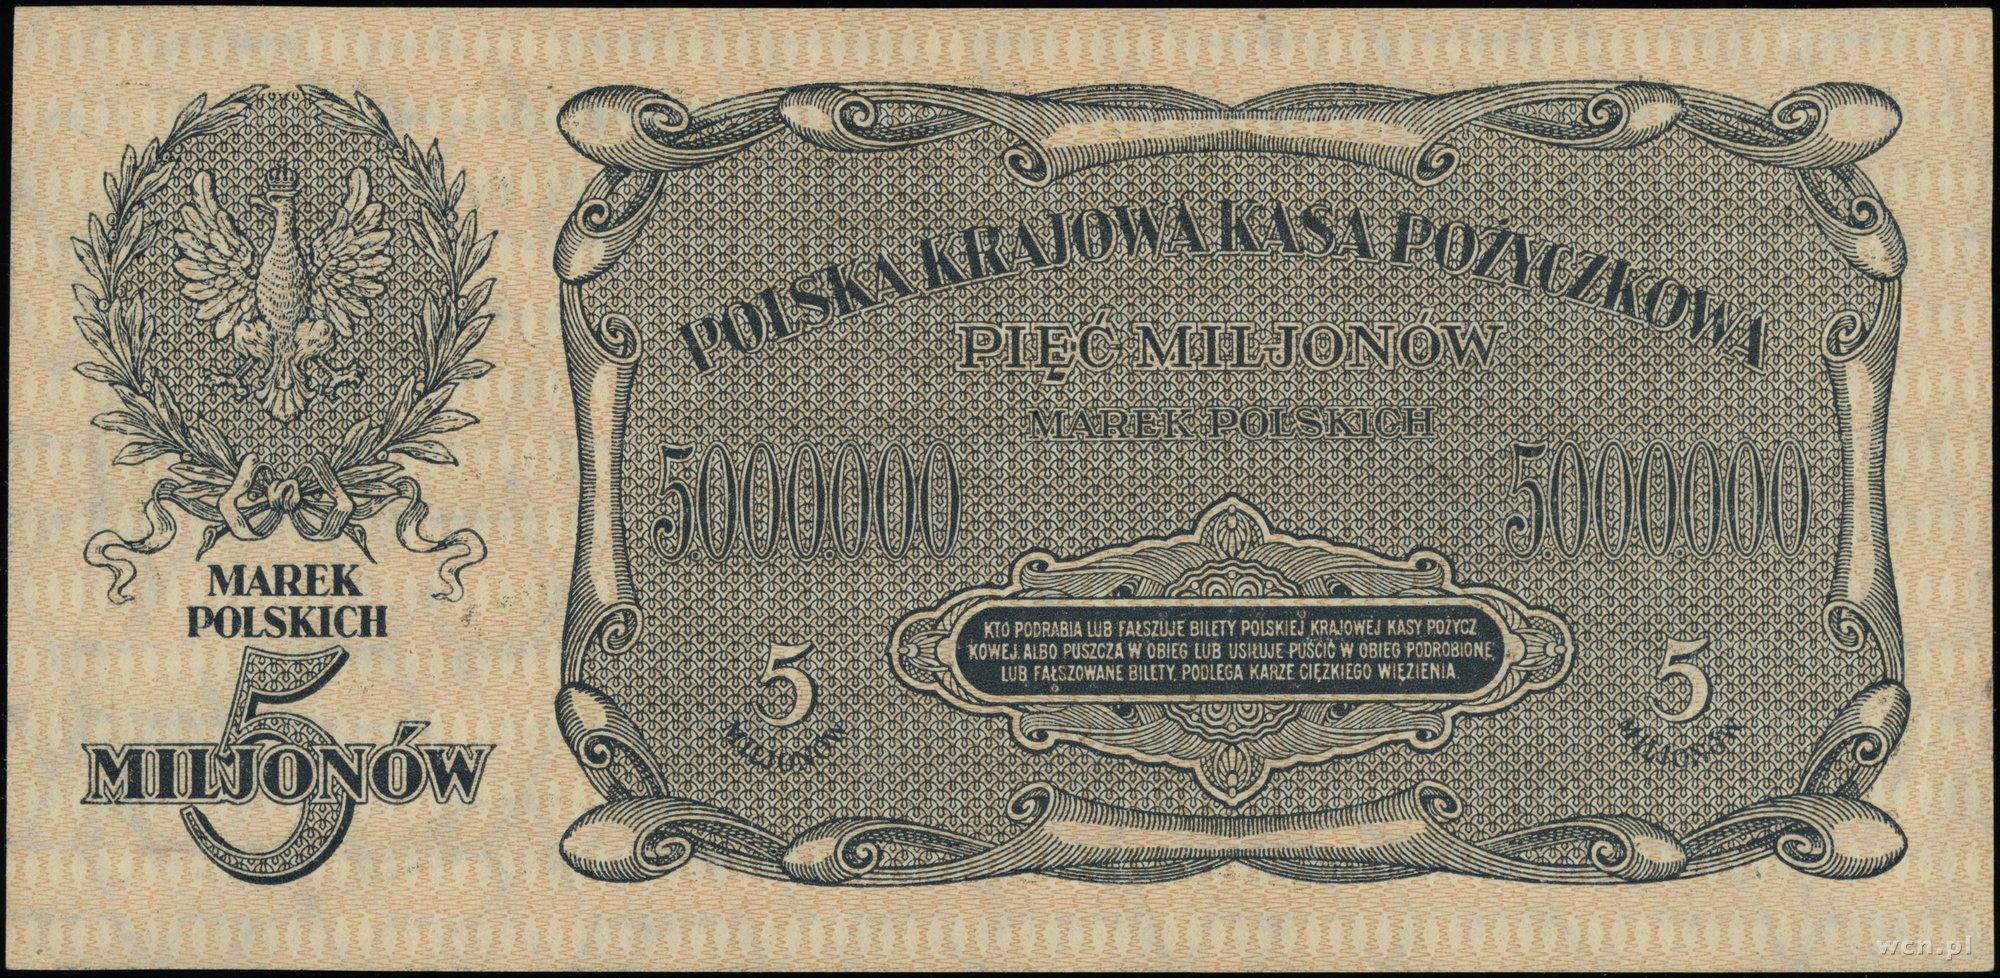 POLSKA KRAJOWA KASA POŻYCZKOWA
PIĘĆ MILJONÓW
MAREK POLSKICH
5.000.000
5.000.000
MAREK
POLSKICH
5
MILJONÓW
KTO PODRABIA LUB FAŁSZUJE BILETY POLSKIEJ KRAJOWEJ KASY POŻYCZ
KOWEJ, ALBO PUSZCZA W OBIEG LUB USIŁUJE PUŚCIĆ W OBIEG PODROBIONE,
LUB FAŁSZOWANE BILETY, PODLEGA KARZE CIĘŻKIEGO WIĘZIENIA.
5
MILJONÓW
5
MILJONÓW
wcn.pl